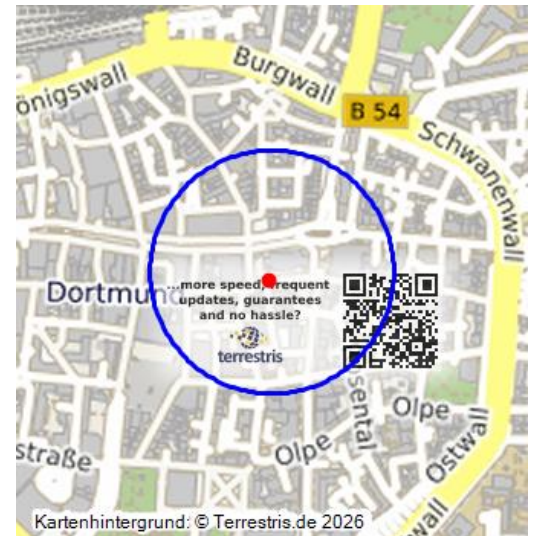 Burgwall
önigswall
B 54
Schwanenwall
...more speed, frequent
updates, guarantees
and no hassle?
Dortmund
terrestris
sental
Olpe
Olpe
Ostwall
straße
wall
Kartenhintergrund: © Terrestris.de 2026